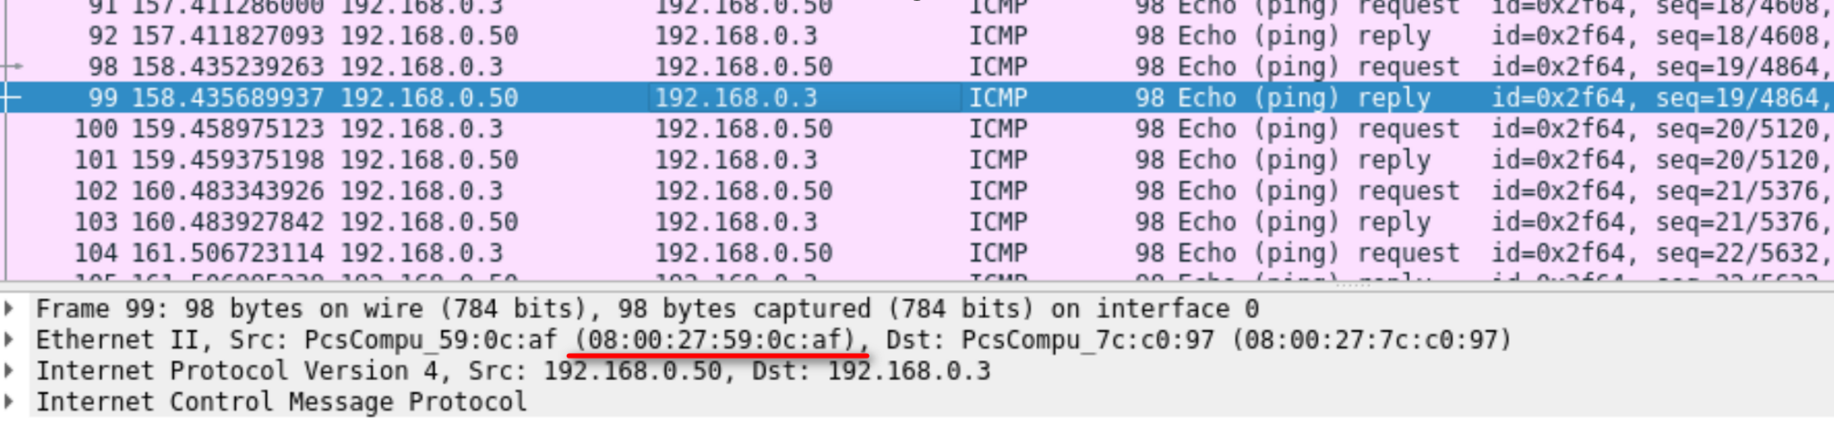 91 157.411286000 192.168.0.3 192.168.0.50 ICMP 98 Echo (ping) request id=0x2f64, seq=18/4608,
92 157.411827093 192.168.0.50 192.168.0.3 ICMP 98 Echo (ping) reply id=0x2f64, seq=18/4608,
98 158.435239263 192.168.0.3 192.168.0.50 ICMP 98 Echo (ping) request id=0x2f64, seq=19/4864,
99 158.435689937 192.168.0.50 192.168.0.3 ICMP 98 Echo (ping) reply id=0x2f64, seq=19/4864,
100 159.458975123 192.168.0.3 192.168.0.50 ICMP 98 Echo (ping) request id=0x2f64, seq=20/5120,
101 159.459375198 192.168.0.50 192.168.0.3 ICMP 98 Echo (ping) reply id=0x2f64, seq=20/5120,
102 160.483343926 192.168.0.3 192.168.0.50 ICMP 98 Echo (ping) request id=0x2f64, seq=21/5376,
103 160.483927842 192.168.0.50 192.168.0.3 ICMP 98 Echo (ping) reply id=0x2f64, seq=21/5376,
104 161.506723114 192.168.0.3 192.168.0.50 ICMP 98 Echo (ping) request id=0x2f64, seq=22/5632,
Frame 99: 98 bytes on wire (784 bits), 98 bytes captured (784 bits) on interface 0
Ethernet II, Src: PcsCompu_59:0c:af (08:00:27:59:0c:af), Dst: PcsCompu_7c:c0:97 (08:00:27:7c:c0:97)
Internet Protocol Version 4, Src: 192.168.0.50, Dst: 192.168.0.3
Internet Control Message Protocol